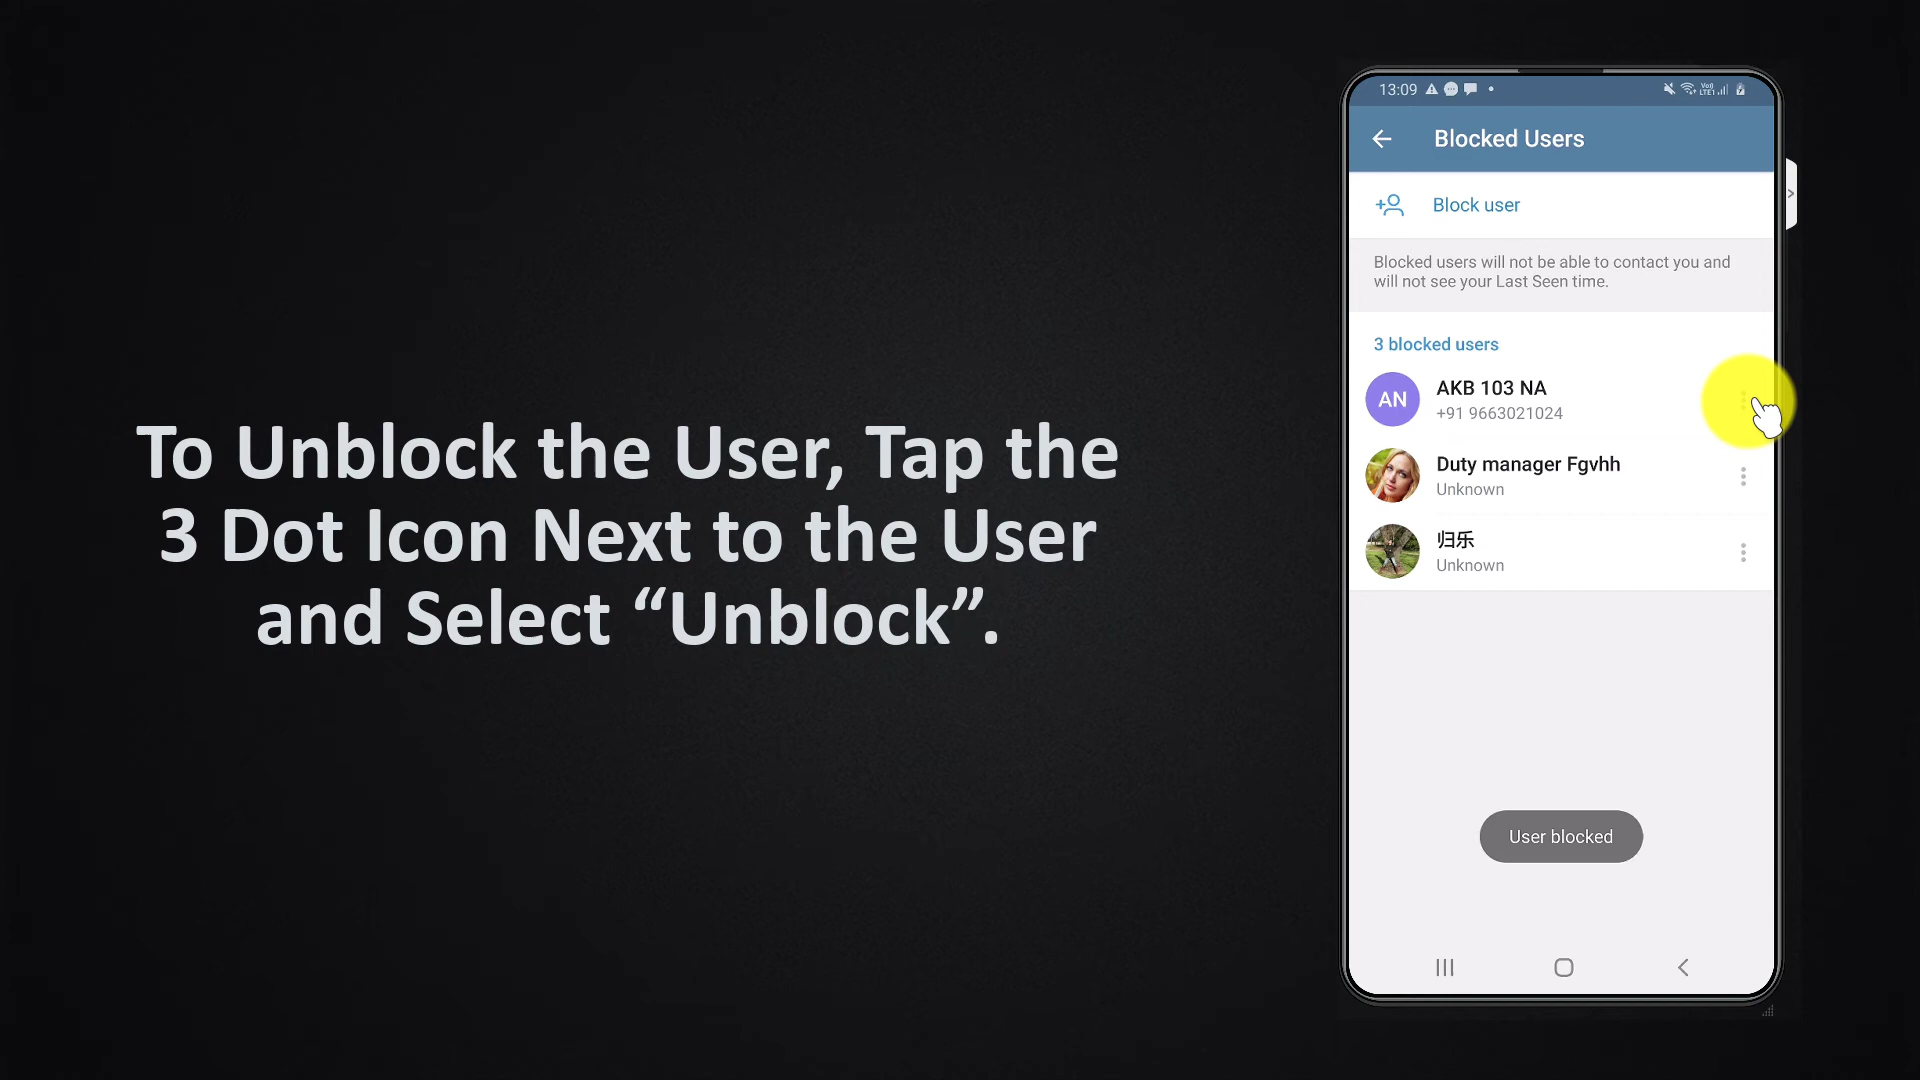 To Unblock the User, Tap the
3 Dot Icon Next to the User
and Select “Unblock”.
13:09
Blocked Users
Block user
Blocked users will not be able to contact you and
will not see your Last Seen time.
3 blocked users
AN
AKB 103 NA
+91 9663021024
Duty manager Fgvhh
Unknown
归乐
Unknown
User blocked